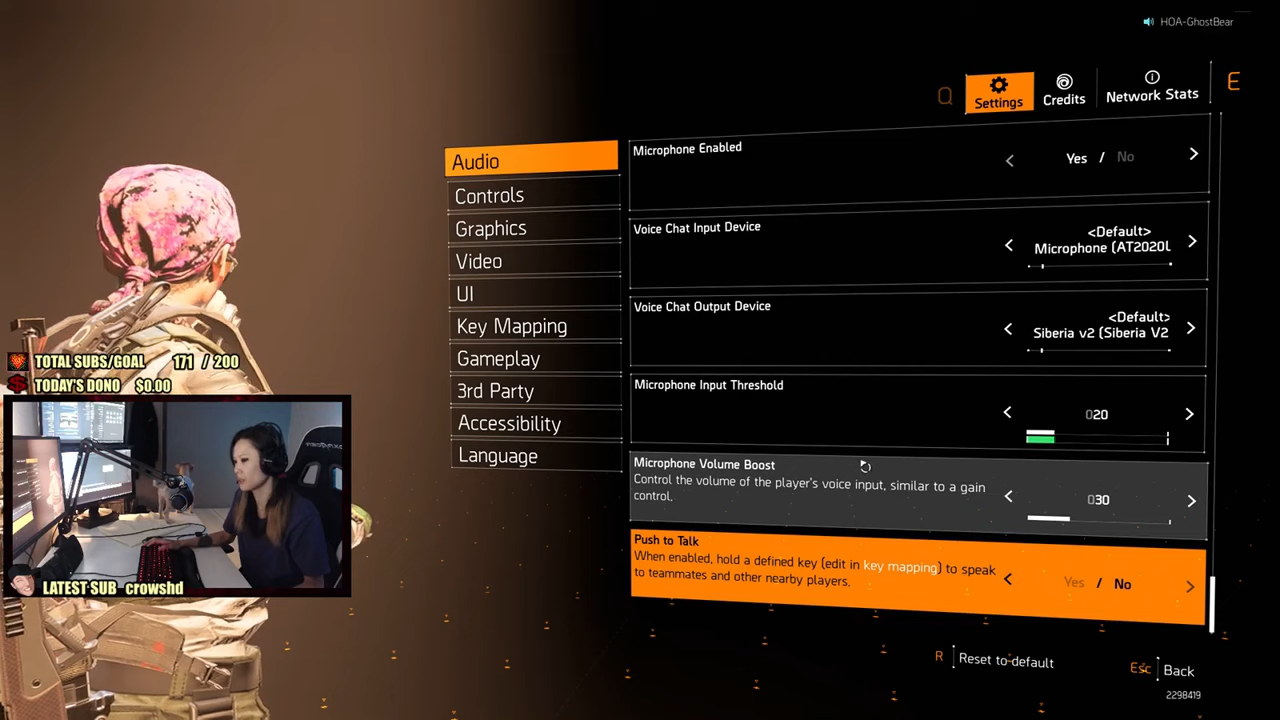 HOA-GhostBear
Q
Settings
Credits
Network Stats
E
Audio
Controls
Graphics
Video
UI
Key Mapping
Gameplay
3rd Party
Accessibility
Language
Microphone Enabled
Yes / No
Voice Chat Input Device
<Default>
Microphone (AT2020L
Voice Chat Output Device
<Default>
Siberia v2 (Siberia V2
Microphone Input Threshold
020
Microphone Volume Boost
Control the volume of the player's voice input, similar to a gain
control.
030
Push to Talk
When enabled, hold a defined key (edit in key mapping) to speak
to teammates and other nearby players.
Yes / No
TOTAL SUBS/GOAL 171 / 200
TODAY'S DONO $0.00
LATEST SUB crowshd
R Reset to default
Esc Back
2298419